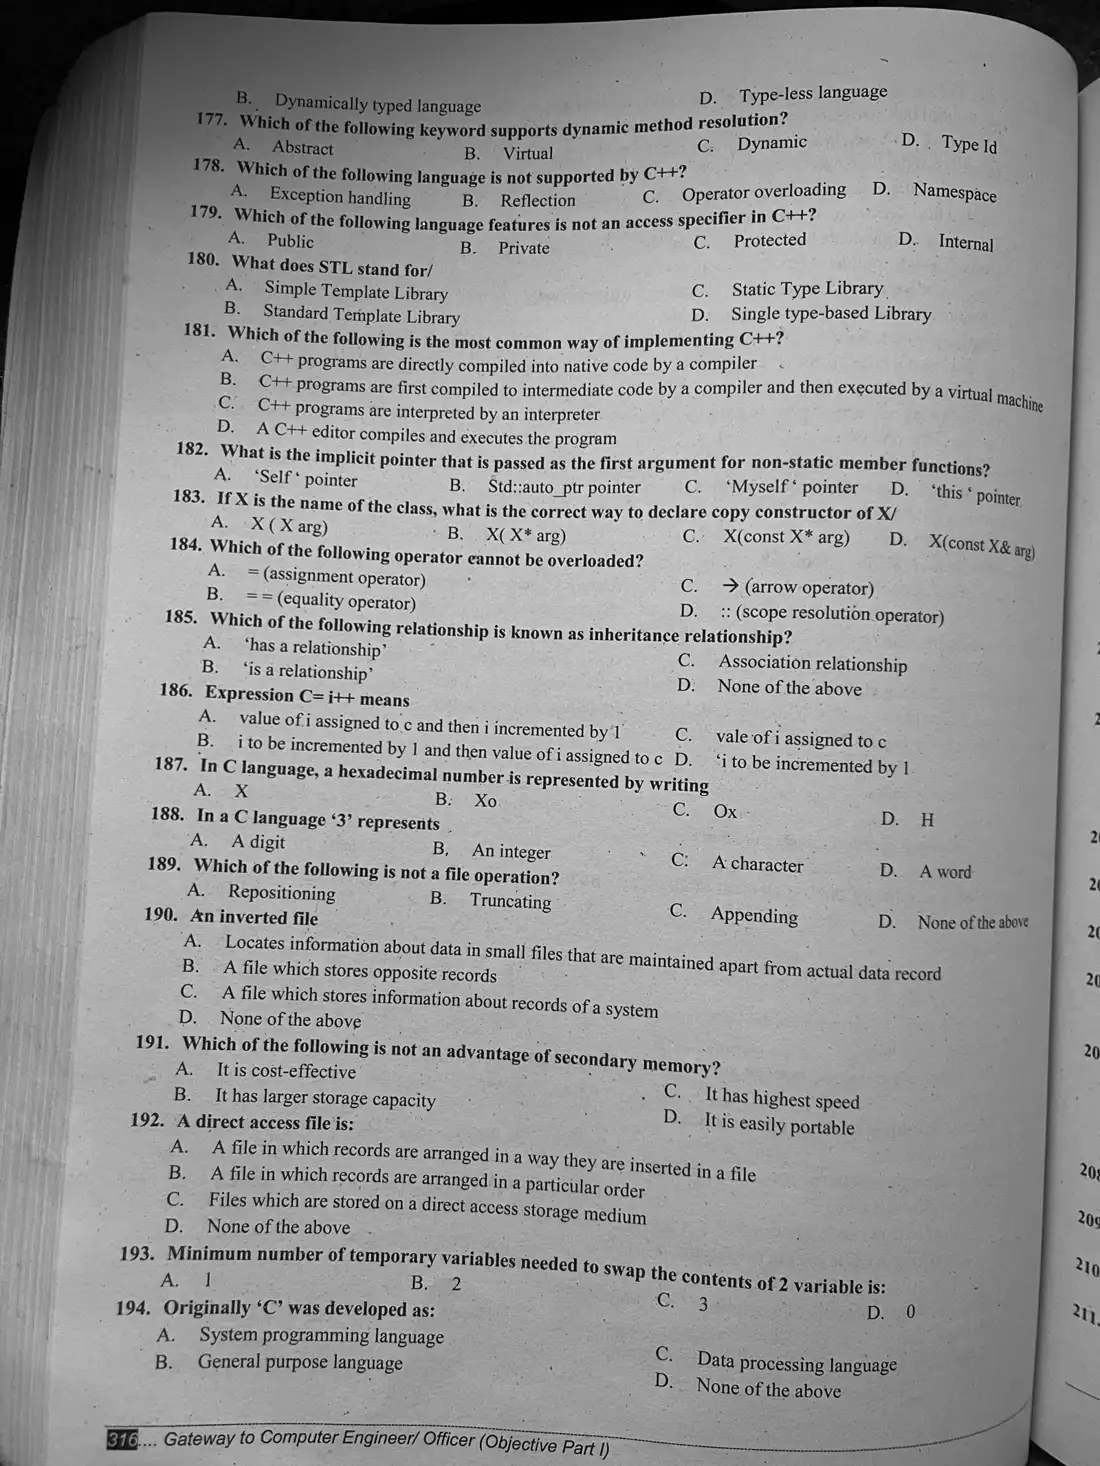 B. Dynamically typed language D. Type-less language
177. Which of the following keyword supports dynamic method resolution?
A. Abstract B. Virtual C. Dynamic D. Type Id
178. Which of the following language is not supported by C++?
A. Exception handling B. Reflection C. Operator overloading D. Namespace
179. Which of the following language features is not an access specifier in C++?
A. Public B. Private C. Protected D. Internal
180. What does STL stand for/
A. Simple Template Library C. Static Type Library
B. Standard Template Library D. Single type-based Library
181. Which of the following is the most common way of implementing C++?
A. C++ programs are directly compiled into native code by a compiler
B. C++ programs are first compiled to intermediate code by a compiler and then executed by a virtual machine
C. C++ programs are interpreted by an interpreter
D. A C++ editor compiles and executes the program
182. What is the implicit pointer that is passed as the first argument for non-static member functions?
A. ‘Self‘ pointer B. Std::auto_ptr pointer C. ‘Myself‘ pointer D. ‘this ‘ pointer
183. If X is the name of the class, what is the correct way to declare copy constructor of X/
A. X ( X arg) B. X( X* arg) C. X(const X* arg) D. X(const X& arg)
184. Which of the following operator cannot be overloaded?
A. = (assignment operator) C. → (arrow operator)
B. = = (equality operator) D. :: (scope resolution operator)
185. Which of the following relationship is known as inheritance relationship?
A. ‘has a relationship’ C. Association relationship
B. ‘is a relationship’ D. None of the above
186. Expression C= i++ means
A. value of i assigned to c and then i incremented by 1 C. vale of i assigned to c
B. i to be incremented by 1 and then value of i assigned to c D. ‘i to be incremented by 1
187. In C language, a hexadecimal number is represented by writing
A. X B. Xo C. Ox D. H
188. In a C language ‘3’ represents
A. A digit B. An integer C: A character D. A word
189. Which of the following is not a file operation?
A. Repositioning B. Truncating C. Appending D. None of the above
190. An inverted file
A. Locates information about data in small files that are maintained apart from actual data record
B. A file which stores opposite records
C. A file which stores information about records of a system
D. None of the above
191. Which of the following is not an advantage of secondary memory?
A. It is cost-effective C. It has highest speed
B. It has larger storage capacity D. It is easily portable
192. A direct access file is:
A. A file in which records are arranged in a way they are inserted in a file
B. A file in which records are arranged in a particular order
C. Files which are stored on a direct access storage medium
D. None of the above
193. Minimum number of temporary variables needed to swap the contents of 2 variable is:
A. 1 B. 2 C. 3 D. 0
194. Originally ‘C’ was developed as:
A. System programming language C. Data processing language
B. General purpose language D. None of the above
316.... Gateway to Computer Engineer/ Officer (Objective Part I)
209
210
211.